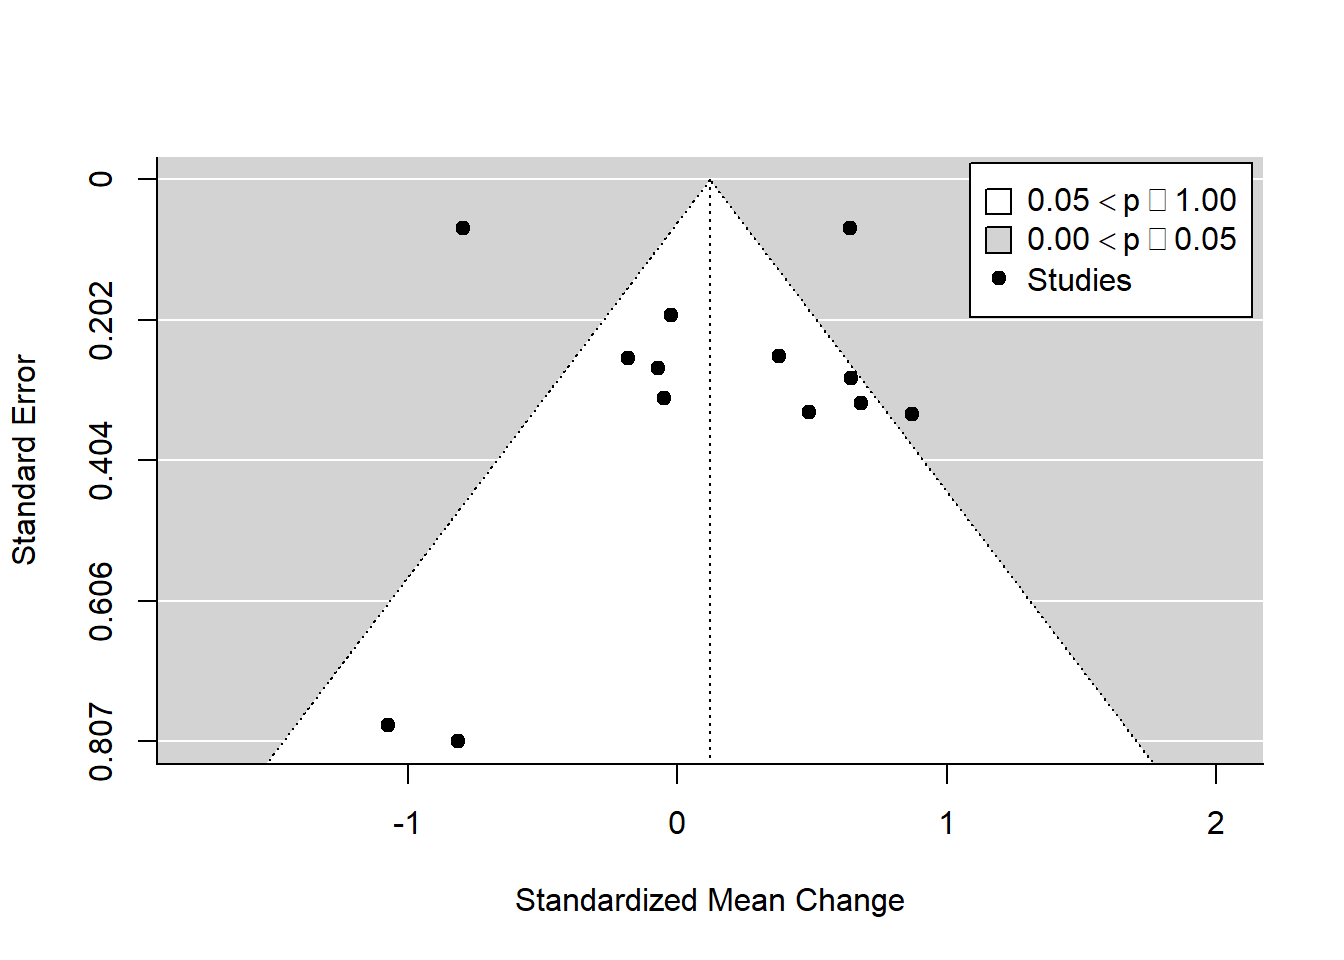 0.05 < p □ 1.00
0.00 < p □ 0.05
Studies
0
0.202
0.404
0.606
0.807
Standard Error
-1
0
1
2
Standardized Mean Change